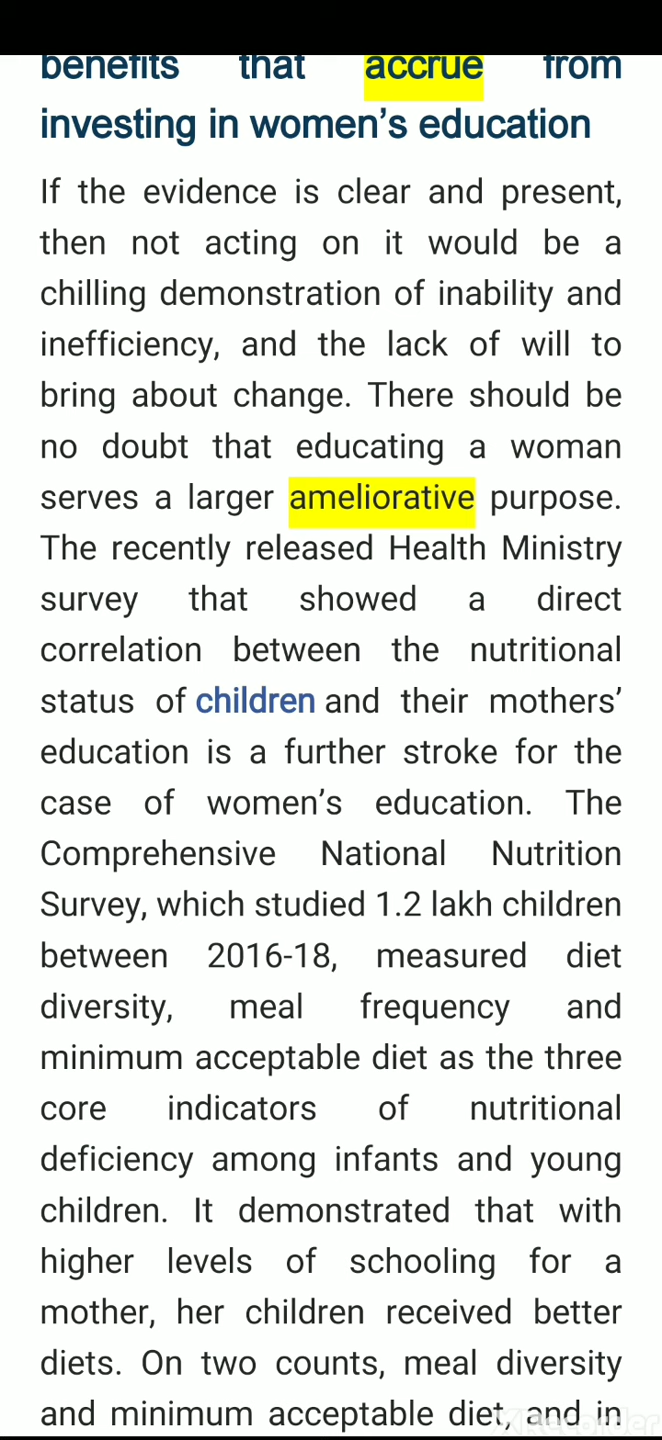 benefits that accrue from
investing in women's education
If the evidence is clear and present,
then not acting on it would be a
chilling demonstration of inability and
inefficiency, and the lack of will to
bring about change. There should be
no doubt that educating a woman
serves a larger ameliorative purpose.
The recently released Health Ministry
survey that showed a direct
correlation between the nutritional
status of children and their mothers'
education is a further stroke for the
case of women's education. The
Comprehensive National Nutrition
Survey, which studied 1.2 lakh children
between 2016-18, measured diet
diversity, meal frequency and
minimum acceptable diet as the three
core indicators of nutritional
deficiency among infants and young
children. It demonstrated that with
higher levels of schooling for a
mother, her children received better
diets. On two counts, meal diversity
and minimum acceptable diet, and in
XRecorder